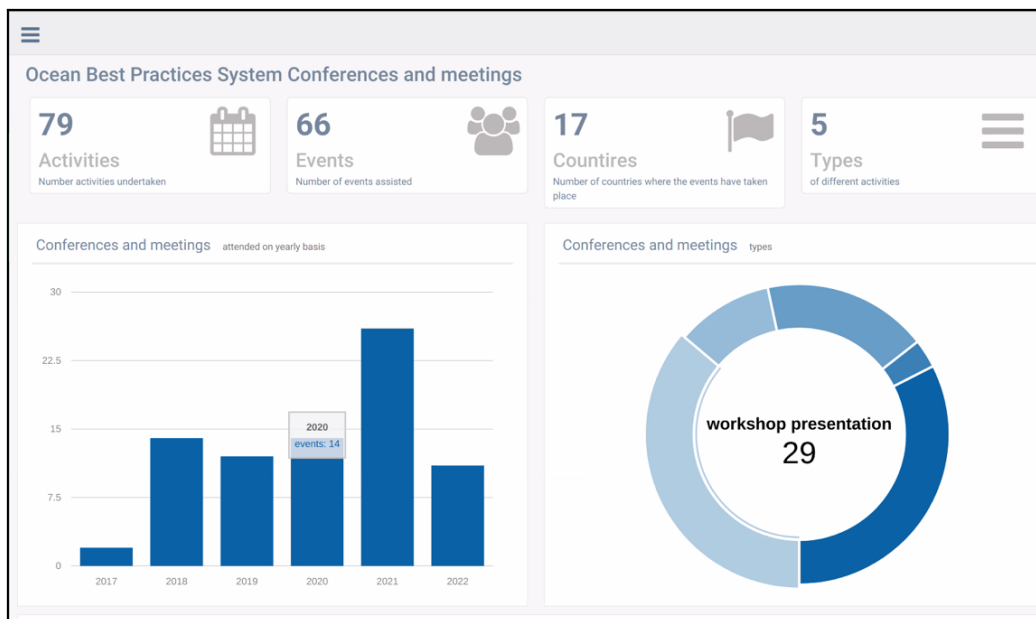 Ocean Best Practices System Conferences and meetings
79
Activities
Number activities undertaken
66
Events
Number of events assisted
17
Countires
Number of countries where the events have taken
place
5
Types
of different activities
Conferences and meetings attended on yearly basis
30
22.5
15
7.5
0
2020
events: 14
2017 2018 2019 2020 2021 2022
Conferences and meetings types
workshop presentation
29